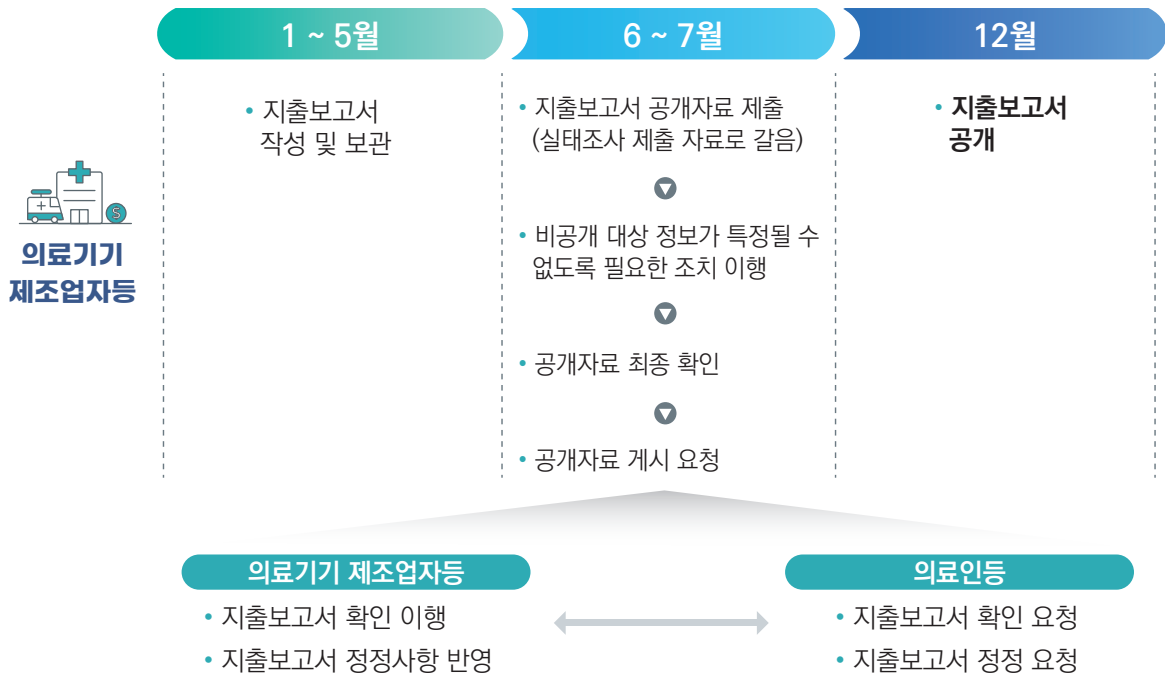 1 ~ 5월
6 ~ 7월
12월
의료기기
제조업자등
• 지출보고서
작성 및 보관
• 지출보고서 공개자료 제출
(실태조사 제출 자료로 갈음)
• 비공개 대상 정보가 특정될 수
없도록 필요한 조치 이행
• 공개자료 최종 확인
• 공개자료 게시 요청
• 지출보고서
공개
의료기기 제조업자등
• 지출보고서 확인 이행
• 지출보고서 정정사항 반영
의료인등
• 지출보고서 확인 요청
• 지출보고서 정정 요청